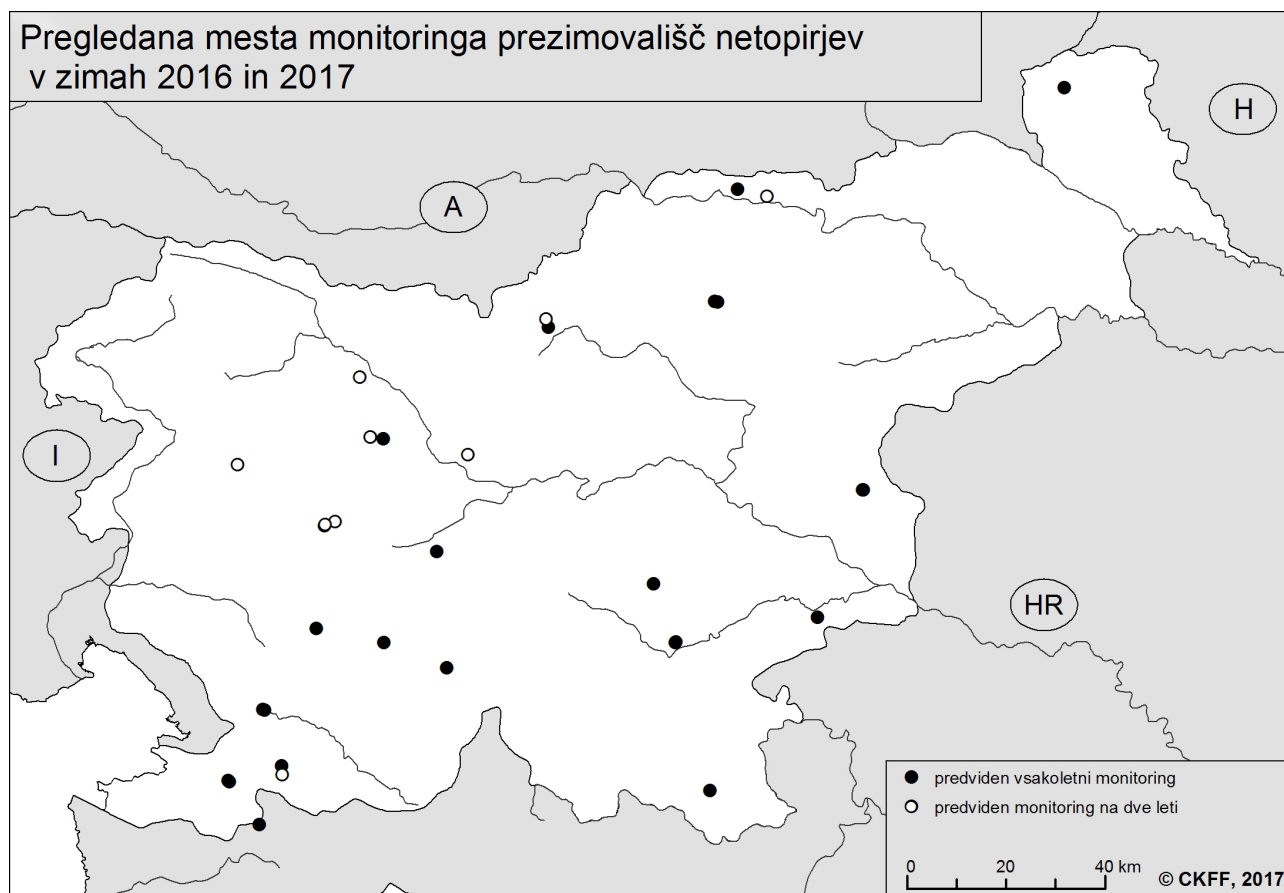 Pregledana mesta monitoringa prezimovališč netopirjev
v zimah 2016 in 2017
H
A
I
HR
predviden vsakoletni monitoring
predviden monitoring na dve leti
0 20 40 km
© CKFF, 2017